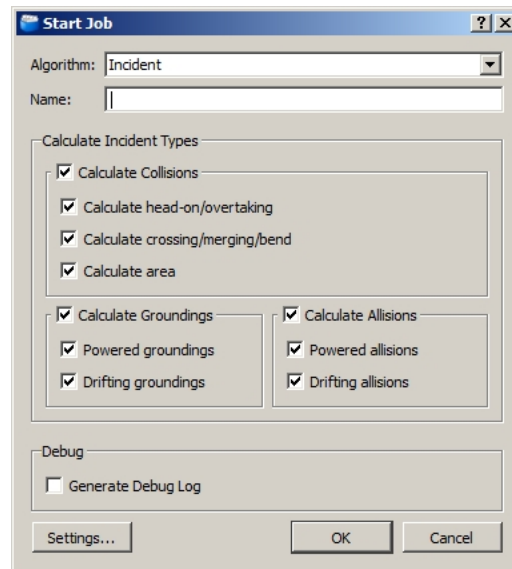 Start Job
Algorithm: Incident
Name:
Calculate Incident Types
Calculate Collisions
Calculate head-on/overtaking
Calculate crossing/merging/bend
Calculate area
Calculate Groundings
Powered groundings
Drifting groundings
Calculate Allisions
Powered allisions
Drifting allisions
Debug
Generate Debug Log
Settings... OK Cancel